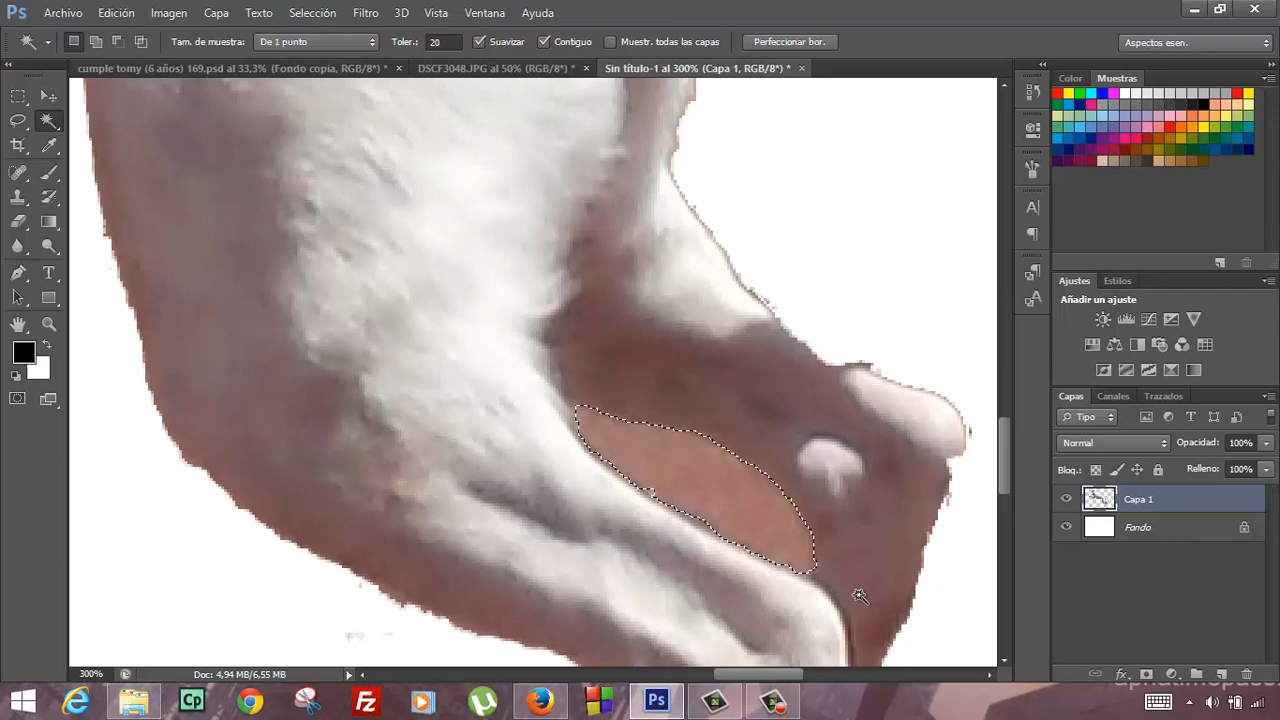 Ps Archivo Edición Imagen Capa Texto Selección Filtro 3D Vista Ventana Ayuda
Tam. de muestra: De 1 punto Toler.: 20 Suavizar Contiguo Muestr. todas las capas Perfeccionar bor. Aspectos esen.
cumple tomy (6 años) 169.psd al 33,3% (Fondo copia, RGB/8*) * × DSCF3048.JPG al 50% (RGB/8*) * × Sin título-1 al 300% (Capa 1, RGB/8*) * ×
Color Muestras
Ajustes Estilos
Añadir un ajuste
Capas Canales Trazados
Tipo
Normal Opacidad: 100%
Bloq.: Relleno: 100%
Capa 1
Fondo
300% Doc: 4,94 MB/6,55 MB